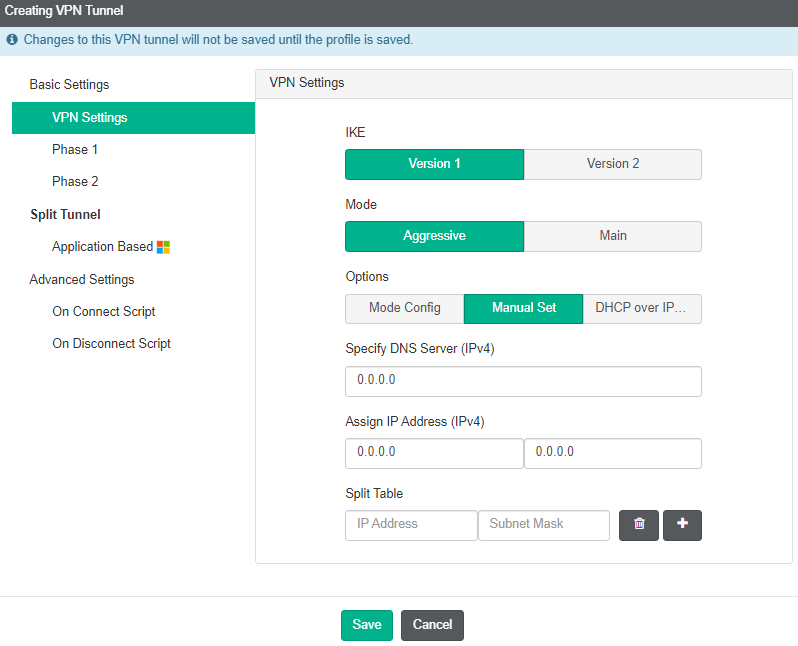 Creating VPN Tunnel
Changes to this VPN tunnel will not be saved until the profile is saved.
Basic Settings
VPN Settings
Phase 1
Phase 2
Split Tunnel
Application Based
Advanced Settings
On Connect Script
On Disconnect Script
VPN Settings
IKE
Version 1 Version 2
Mode
Aggressive Main
Options
Mode Config Manual Set DHCP over IP...
Specify DNS Server (IPv4)
0.0.0.0
Assign IP Address (IPv4)
0.0.0.0 0.0.0.0
Split Table
IP Address Subnet Mask
Save Cancel